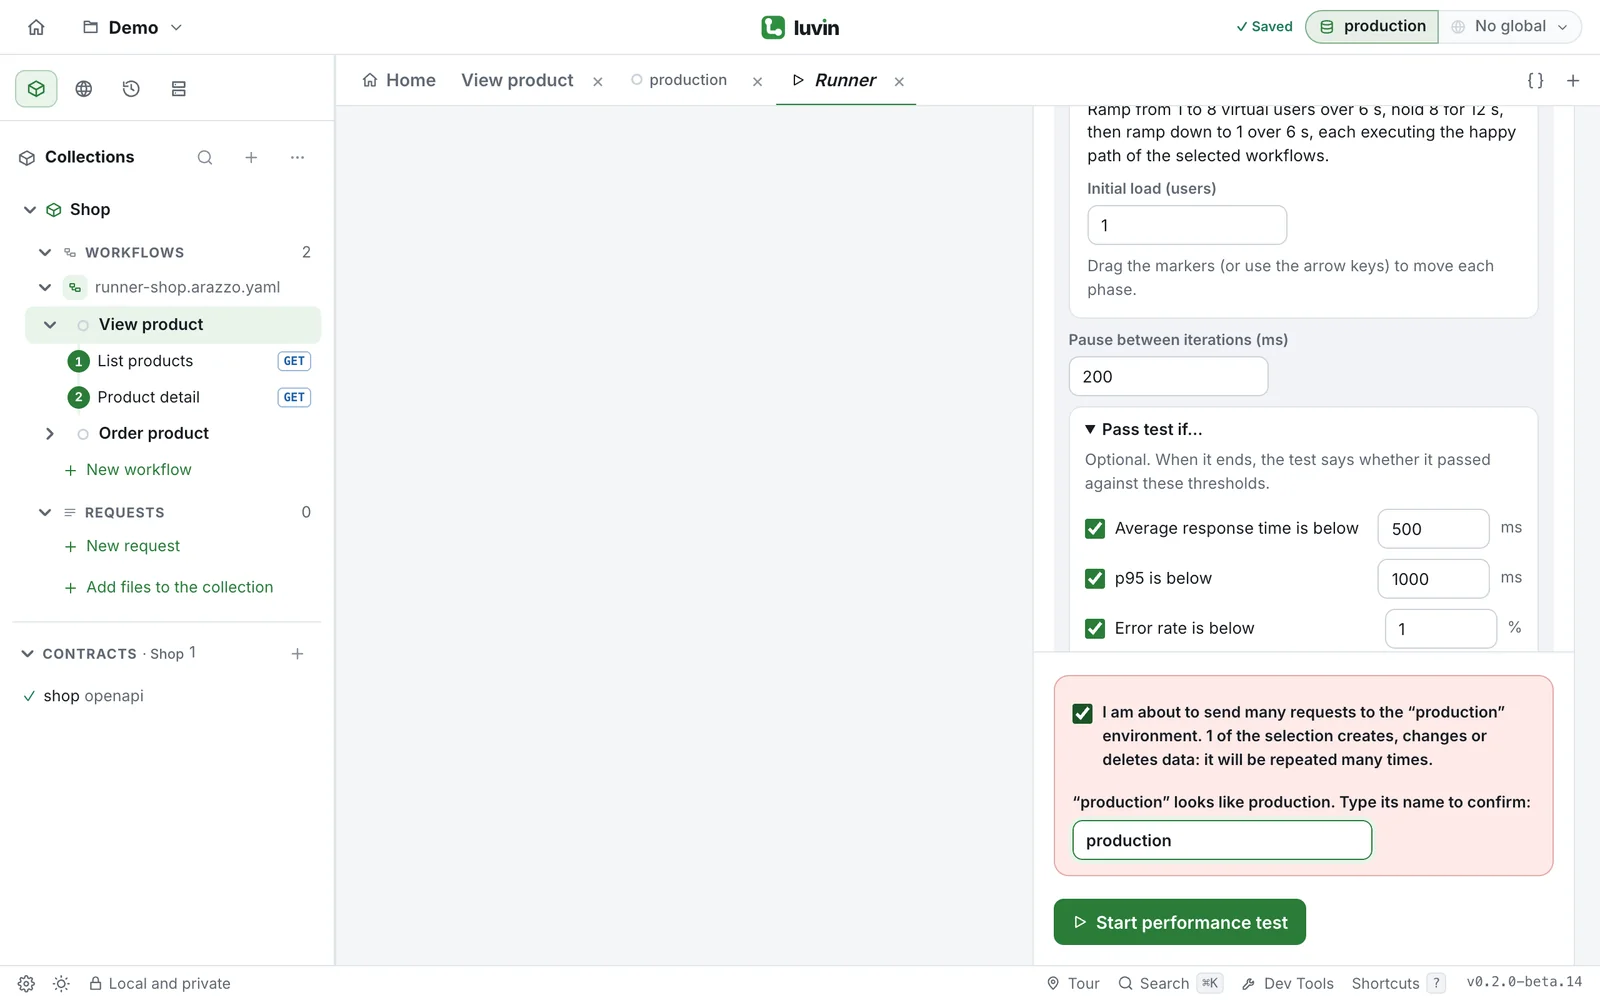 Demo
luvin
Saved
production
No global
Home
View product
production
Runner
{ }
Collections
Shop
WORKFLOWS 2
runner-shop.arazzo.yaml
View product
1 List products GET
2 Product detail GET
Order product
+ New workflow
REQUESTS 0
+ New request
+ Add files to the collection
CONTRACTS · Shop 1
shop openapi
Ramp from 1 to 8 virtual users over 6 s, hold 8 for 12 s,
then ramp down to 1 over 6 s, each executing the happy
path of the selected workflows.
Initial load (users)
1
Drag the markers (or use the arrow keys) to move each
phase.
Pause between iterations (ms)
200
Pass test if...
Optional. When it ends, the test says whether it passed
against these thresholds.
Average response time is below 500 ms
p95 is below 1000 ms
Error rate is below 1 %
I am about to send many requests to the “production”
environment. 1 of the selection creates, changes or
deletes data: it will be repeated many times.
“production” looks like production. Type its name to confirm:
production
Start performance test
Local and private
Tour
Search ⌘K
Dev Tools
Shortcuts ?
v0.2.0-beta.14